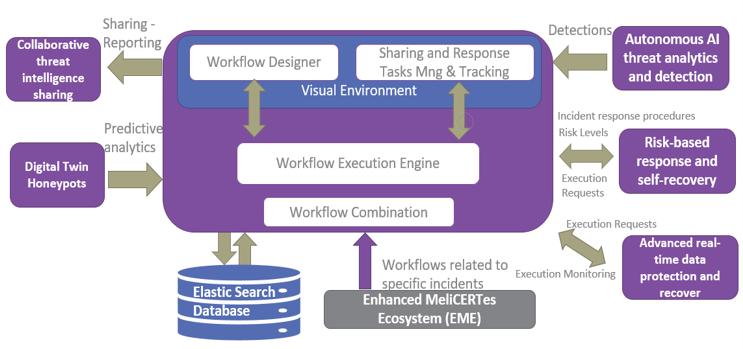 Sharing -
Reporting
Collaborative
threat
intelligence
sharing
Workflow Designer
Sharing and Response
Tasks Mng & Tracking
Visual Environment
Detections
Autonomous AI
threat analytics
and detection
Predictive
analytics
Digital Twin
Honeypots
Workflow Execution Engine
Workflow Combination
Incident response procedures
Risk Levels
Execution
Requests
Risk-based
response and
self-recovery
Execution Requests
Execution Monitoring
Advanced real-
time data
protection and
recover
Elastic Search
Database
Workflows related to
specific incidents
Enhanced MeliCERTes
Ecosystem (EME)